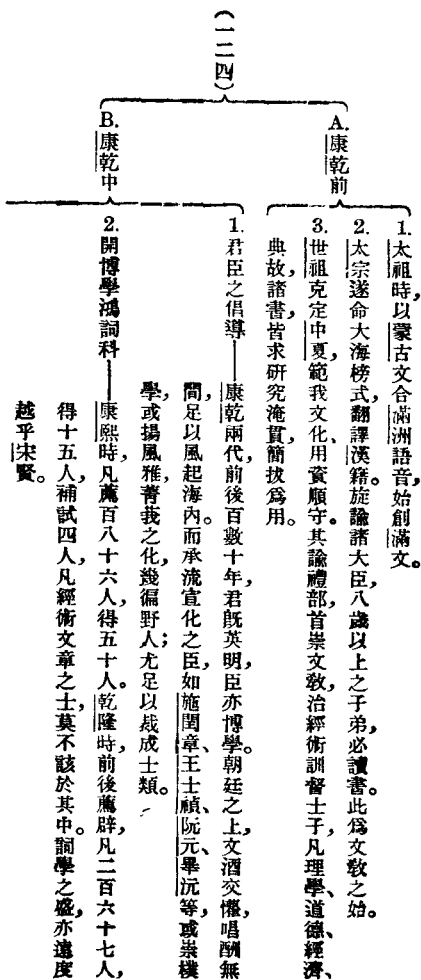 （一二四）
A.康乾前
1.太祖時，以蒙古文合滿洲語音，始創滿文。
2.太宗遂命大海榜式，翻譯漢籍。旋諭諸大臣，八歲以上之子弟，必讀書。此爲文敎之始。
3.世祖克定中夏，範我文化、用資順守。其諭禮部，首崇文敎，治經術，訓督士子，凡理學、道德、經濟、
典故諸書，皆求研究淹貫，簡拔爲用。
B.康乾中
1.君臣之倡導——康乾兩代，前後百數十年，君旣英明，臣亦博學。朝廷之上，文酒交懽，唱酬無
間，足以風起海內。而承流宣化之臣，如施閏章、王士禎、阮元、畢沅等，或崇樸
學，或揚風雅，菁莪之化，幾徧野人；尤足以裁成士類。
2.開博學鴻詞科——康熙時，凡薦百八十六人，得五十人。乾隆時，前後薦辟，凡二百六十七人，
得十五人，補試四人，凡經術文章之士，莫不該於其中。詞學之盛，亦遠度
越乎宋賢。